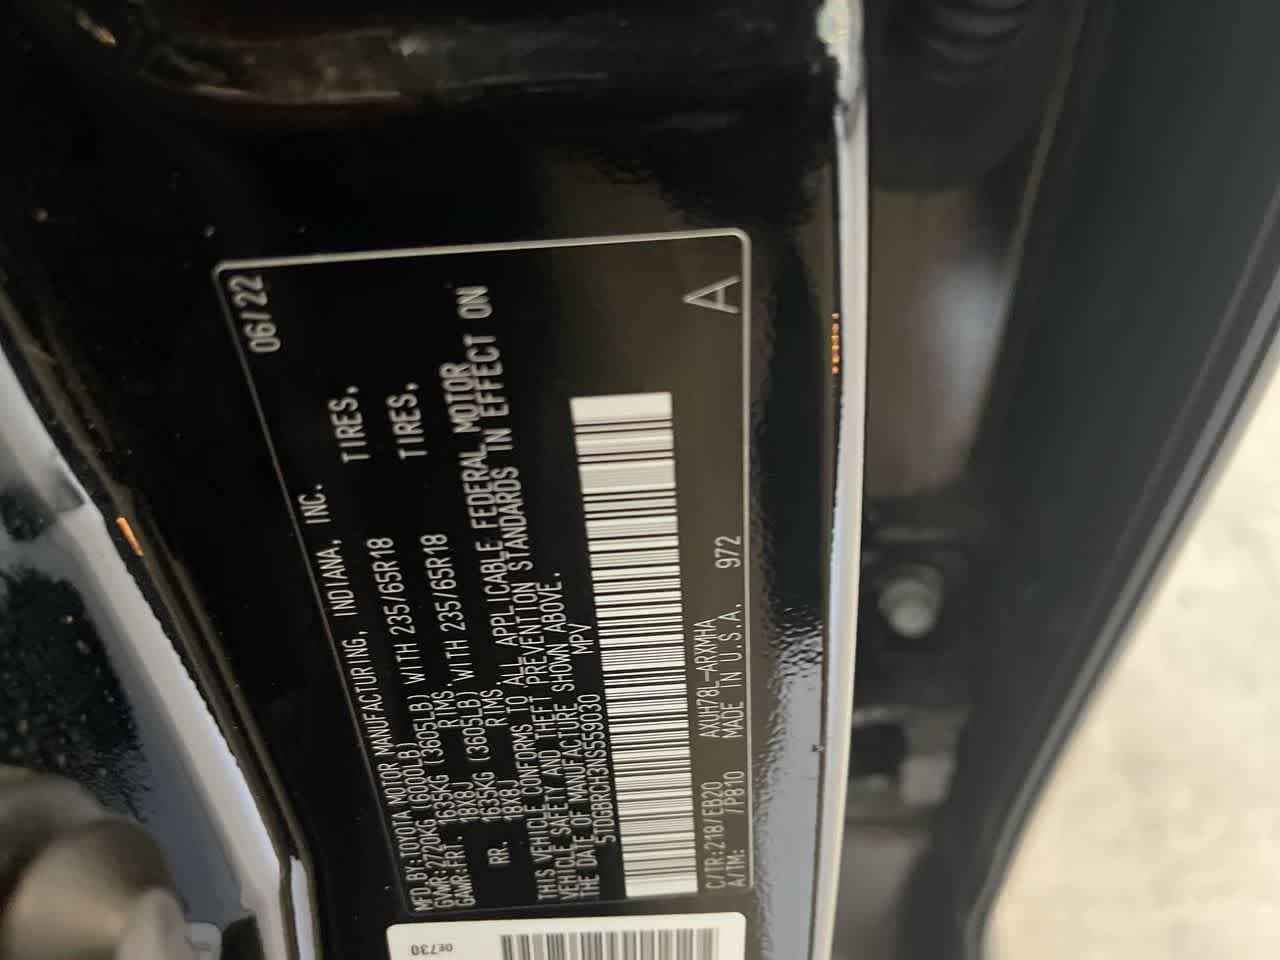 MFD.BY:TOYOTA MOTOR MANUFACTURING, INDIANA, INC. 06/22
GVWR:2720KG(6000LB)
GAWR:FRT. 1635KG (3605LB) WITH 235/65R18 TIRES,
18X8J RIMS
RR. 1635KG (3605LB) WITH 235/65R18 TIRES,
18X8J RIMS
THIS VEHICLE CONFORMS TO ALL APPLICABLE FEDERAL MOTOR
VEHICLE SAFETY AND THEFT PREVENTION STANDARDS IN EFFECT ON
THE DATE OF MANUFACTURE SHOWN ABOVE.
5TDGBRCH3NS559030 MPV
C/TR:218/EB20 AXUH78L-ARXMHA
A/TM: /P810 MADE IN U.S.A. 972 A
0E730